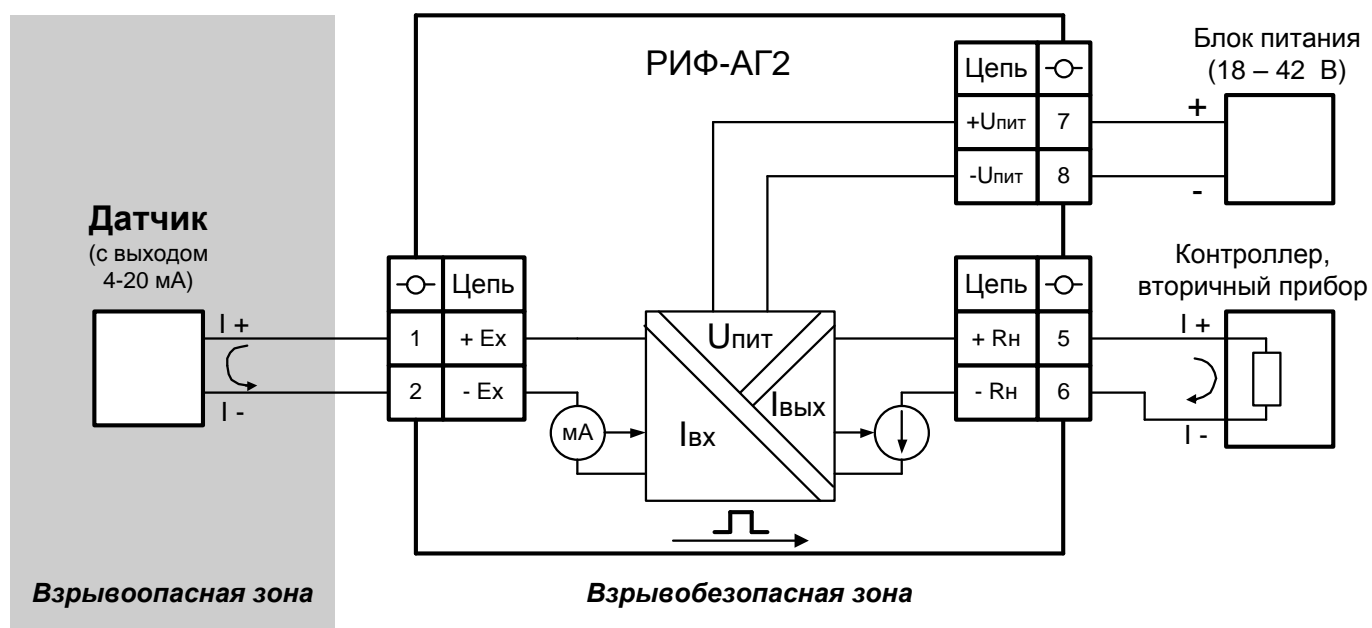 РИФ-АГ2
Блок питания
(18 – 42 В)
Цепь
+Uпит 7
-Uпит 8
+
-
Датчик
(с выходом
4-20 мА)
I +
I -
Цепь
1 + Ex
2 - Ex
мА
Uпит
Iвх
Iвых
Цепь
+ Rн 5
- Rн 6
Контроллер,
вторичный прибор
I +
I -
Взрывоопасная зона
Взрывобезопасная зона